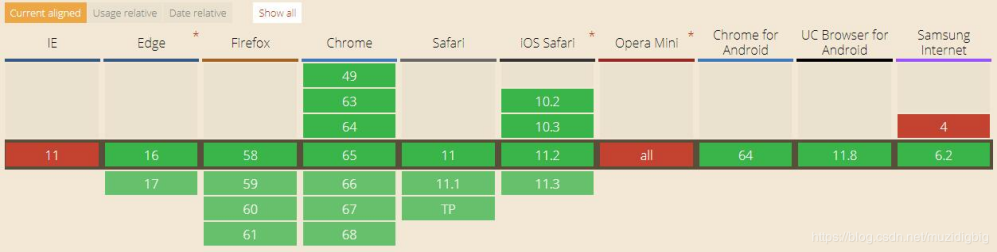 Current aligned Usage relative Date relative Show all
IE Edge * Firefox Chrome Safari iOS Safari * Opera Mini * Chrome for Android UC Browser for Android Samsung Internet
49
63 10.2
64 10.3 4
11 16 58 65 11 11.2 all 64 11.8 6.2
17 59 66 11.1 11.3
60 67 TP
61 68
https://blog.csdn.net/muzidigbig